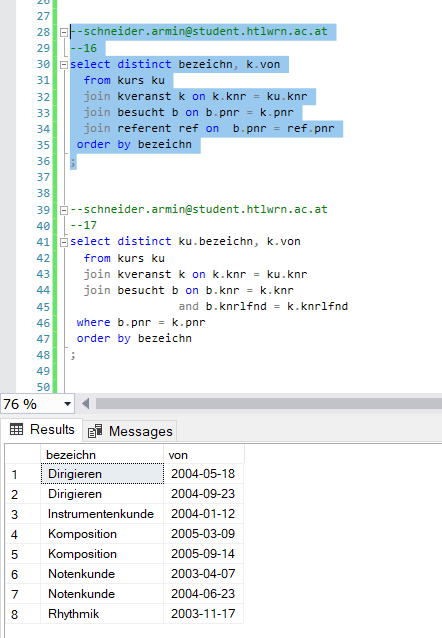 26
27
28 --schneider.armin@student.htlwrn.ac.at
29 --16
30 select distinct bezeichn, k.von
31 from kurs ku
32 join kveranst k on k.knr = ku.knr
33 join besucht b on b.pnr = k.pnr
34 join referent ref on  b.pnr = ref.pnr
35 order by bezeichn
36 ;
37
38
39 --schneider.armin@student.htlwrn.ac.at
40 --17
41 select distinct ku.bezeichn, k.von
42 from kurs ku
43 join kveranst k on k.knr = ku.knr
44 join besucht b on b.knr = k.knr
45 and b.knrlfnd = k.knrlfnd
46 where b.pnr = k.pnr
47 order by bezeichn
48 ;
49
50
76 %
Results Messages
bezeichn von
1 Dirigieren 2004-05-18
2 Dirigieren 2004-09-23
3 Instrumentenkunde 2004-01-12
4 Komposition 2005-03-09
5 Komposition 2005-09-14
6 Notenkunde 2003-04-07
7 Notenkunde 2004-06-23
8 Rhythmik 2003-11-17